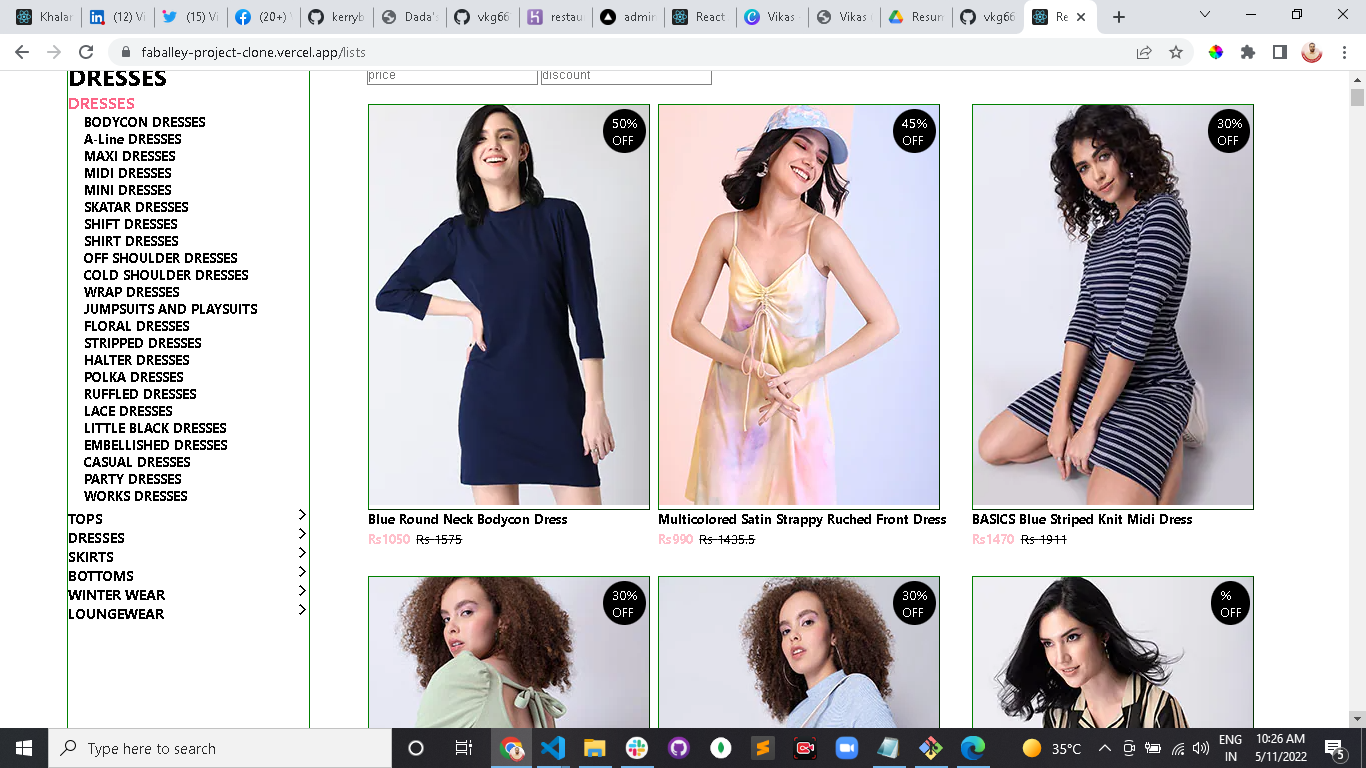 Khalar
(12) Vi
(15) Vi
(20+) 
kerryb
Dada's
vkg66
restau
admir
React
Vikas
Vikas
Resum
vkg66
Re
faballey-project-clone.vercel.app/lists
DRESSES
DRESSES
BODYCON DRESSES
A-Line DRESSES
MAXI DRESSES
MIDI DRESSES
MINI DRESSES
SKATAR DRESSES
SHIFT DRESSES
SHIRT DRESSES
OFF SHOULDER DRESSES
COLD SHOULDER DRESSES
WRAP DRESSES
JUMPSUITS AND PLAYSUITS
FLORAL DRESSES
STRIPPED DRESSES
HALTER DRESSES
POLKA DRESSES
RUFFLED DRESSES
LACE DRESSES
LITTLE BLACK DRESSES
EMBELLISHED DRESSES
CASUAL DRESSES
PARTY DRESSES
WORKS DRESSES
TOPS
DRESSES
SKIRTS
BOTTOMS
WINTER WEAR
LOUNGEWEAR
price
discount
50%
OFF
Blue Round Neck Bodycon Dress
Rs1050 Rs 1575
45%
OFF
Multicolored Satin Strappy Ruched Front Dress
Rs990 Rs 1435.5
30%
OFF
BASICS Blue Striped Knit Midi Dress
Rs1470 Rs 1911
30%
OFF
30%
OFF
%
OFF
Type here to search
35°C
ENG
IN
10:26 AM
5/11/2022
5